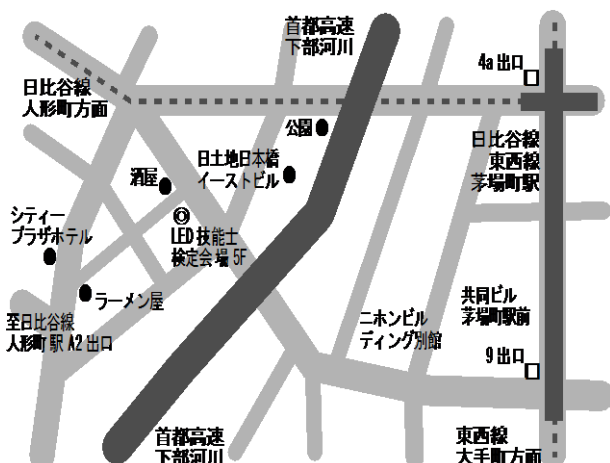 首都高速
下部河川
4a出口
日比谷線
人形町方面
公園
日比谷線
東西線
茅場町駅
日土地日本橋
イーストビル
酒屋
シティー
プラザホテル
LED技能士
検定会場5F
ラーメン屋
共同ビル
茅場町駅前
ニホンビル
ディング別館
至日比谷線
人形町駅A2出口
9出口
首都高速
下部河川
東西線
大手町方面